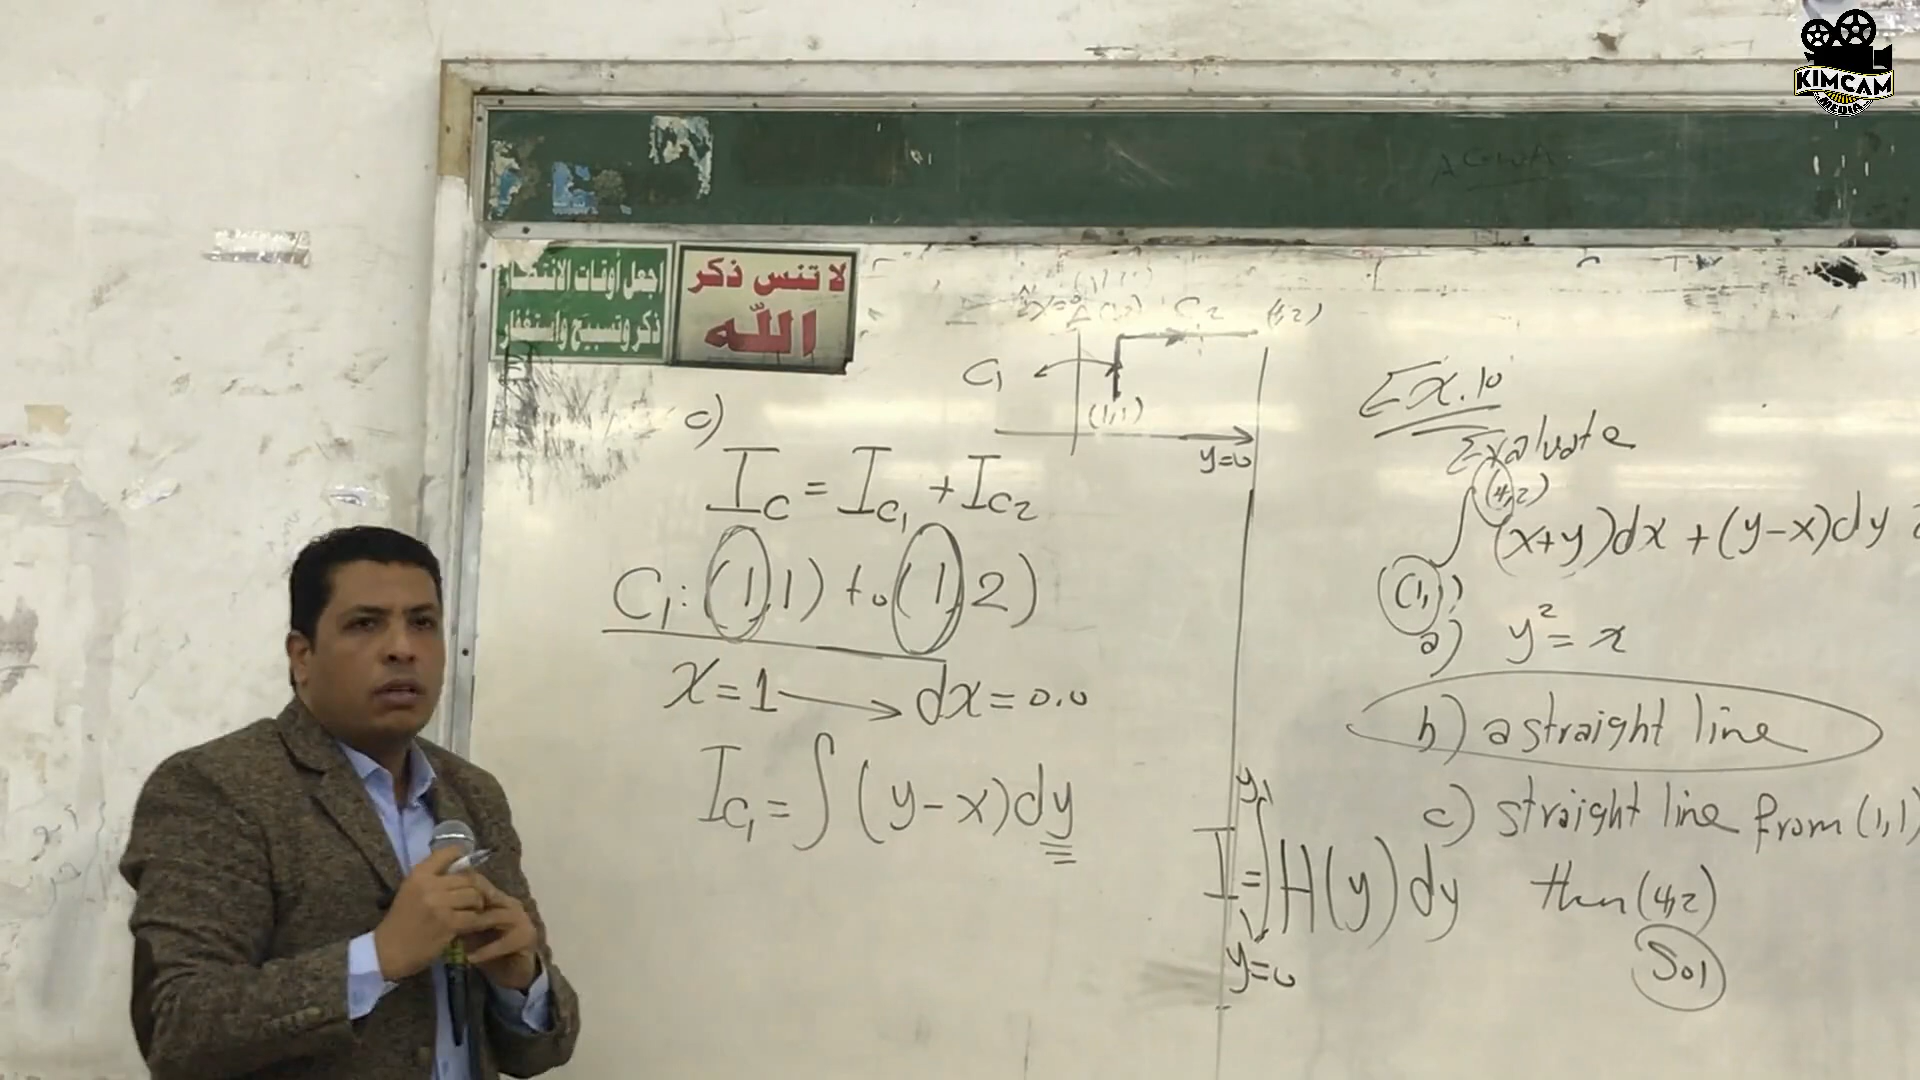 KIMCAM
MEDIA
اجعل أوقات الانتظار
ذكر وتسبيح واستغفار
لا تنس ذكر
الله
C₂
(4,2)
C₁
(1,1)
y=0
c)
I_C = I_C₁ + I_C₂
C₁: (1,1) to (1,2)
x=1 → dx=0.0
I_C₁ = ∫(y-x)dy
y=1
I = ∫H(y)dy
y=0
Ex.10
Evaluate
∫ (4,2) (1,1) (x+y)dx + (y-x)dy
a) y² = x
b) a straight line
c) straight line from (1,1)
then (4,2)
Sol